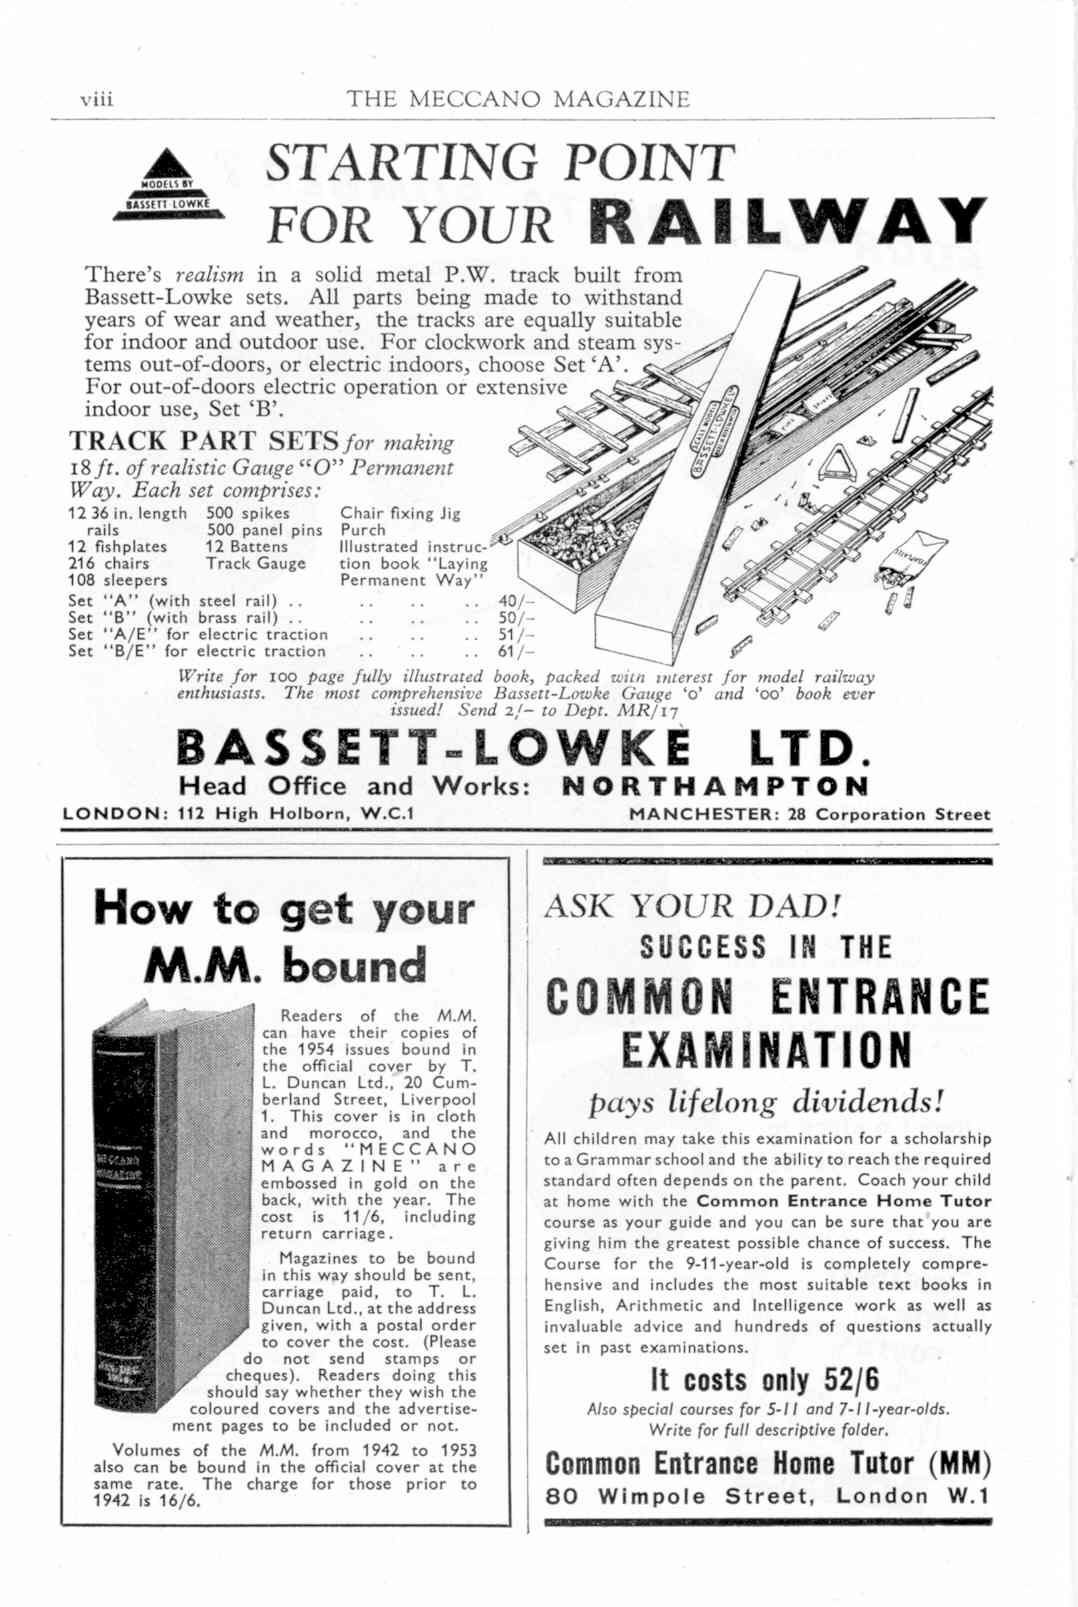 viii
THE MECCANO MAGAZINE
MODELS BY
BASSETT-LOWKE
STARTING POINT
FOR YOUR RAILWAY
There's realism in a solid metal P.W. track built from
Bassett-Lowke sets. All parts being made to withstand
years of wear and weather, the tracks are equally suitable
for indoor and outdoor use. For clockwork and steam sys-
tems out-of-doors, or electric indoors, choose Set 'A'.
For out-of-doors electric operation or extensive
indoor use, Set 'B'.
TRACK PART SETS for making
18 ft. of realistic Gauge "O" Permanent
Way. Each set comprises:
12 36 in. length
rails
12 fishplates
216 chairs
108 sleepers
500 spikes
500 panel pins
12 Battens
Track Gauge
Chair fixing Jig
Purch
Illustrated instruc-
tion book "Laying
Permanent Way"
Set "A" (with steel rail) .. .. .. .. 40/-
Set "B" (with brass rail) .. .. .. .. 50/-
Set "A/E" for electric traction .. .. .. 51/-
Set "B/E" for electric traction .. .. .. 61/-
SCALE MODELS
BASSETT-LOWKE LTD
NORTHAMPTON
Write for 100 page fully illustrated book, packed with interest for model railway
enthusiasts. The most comprehensive Bassett-Lowke Gauge 'o' and 'oo' book ever
issued! Send 2/- to Dept. MR/17
BASSETT-LOWKE LTD.
Head Office and Works: NORTHAMPTON
LONDON: 112 High Holborn, W.C.1
MANCHESTER: 28 Corporation Street
How to get your
M.M. bound
MECCANO
MAGAZINE
Readers of the M.M.
can have their copies of
the 1954 issues bound in
the official cover by T.
L. Duncan Ltd., 20 Cum-
berland Street, Liverpool
1. This cover is in cloth
and morocco, and the
words "MECCANO
MAGAZINE" are
embossed in gold on the
back, with the year. The
cost is 11/6, including
return carriage.
Magazines to be bound
in this way should be sent,
carriage paid, to T. L.
Duncan Ltd., at the address
given, with a postal order
to cover the cost. (Please
do not send stamps or
cheques). Readers doing this
should say whether they wish the
coloured covers and the advertise-
ment pages to be included or not.
Volumes of the M.M. from 1942 to 1953
also can be bound in the official cover at the
same rate. The charge for those prior to
1942 is 16/6.
ASK YOUR DAD!
SUCCESS IN THE
COMMON ENTRANCE
EXAMINATION
pays lifelong dividends!
All children may take this examination for a scholarship
to a Grammar school and the ability to reach the required
standard often depends on the parent. Coach your child
at home with the Common Entrance Home Tutor
course as your guide and you can be sure that you are
giving him the greatest possible chance of success. The
Course for the 9-11-year-old is completely compre-
hensive and includes the most suitable text books in
English, Arithmetic and Intelligence work as well as
invaluable advice and hundreds of questions actually
set in past examinations.
It costs only 52/6
Also special courses for 5-11 and 7-11-year-olds.
Write for full descriptive folder.
Common Entrance Home Tutor (MM)
80 Wimpole Street, London W.1